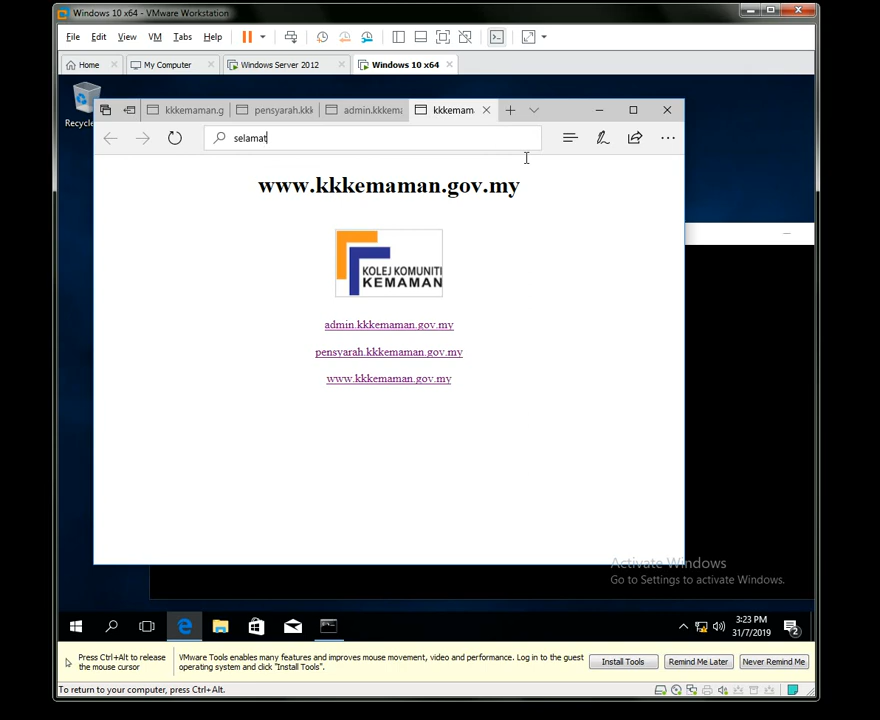 Windows 10 x64 - VMware Workstation
File Edit View VM Tabs Help
Home My Computer Windows Server 2012 Windows 10 x64
Recycl
kkkemaman.g pensyarah.kkk admin.kkkema kkkemam
selamat
www.kkkemaman.gov.my
KOLEJ KOMUNITI
KEMAMAN
admin.kkkemaman.gov.my
pensyarah.kkkemaman.gov.my
www.kkkemaman.gov.my
Activate Windows
Go to Settings to activate Windows.
3:23 PM
31/7/2019
2
Press Ctrl+Alt to release
the mouse cursor
VMware Tools enables many features and improves mouse movement, video and performance. Log in to the guest
operating system and click "Install Tools".
Install Tools Remind Me Later Never Remind Me
To return to your computer, press Ctrl+Alt.